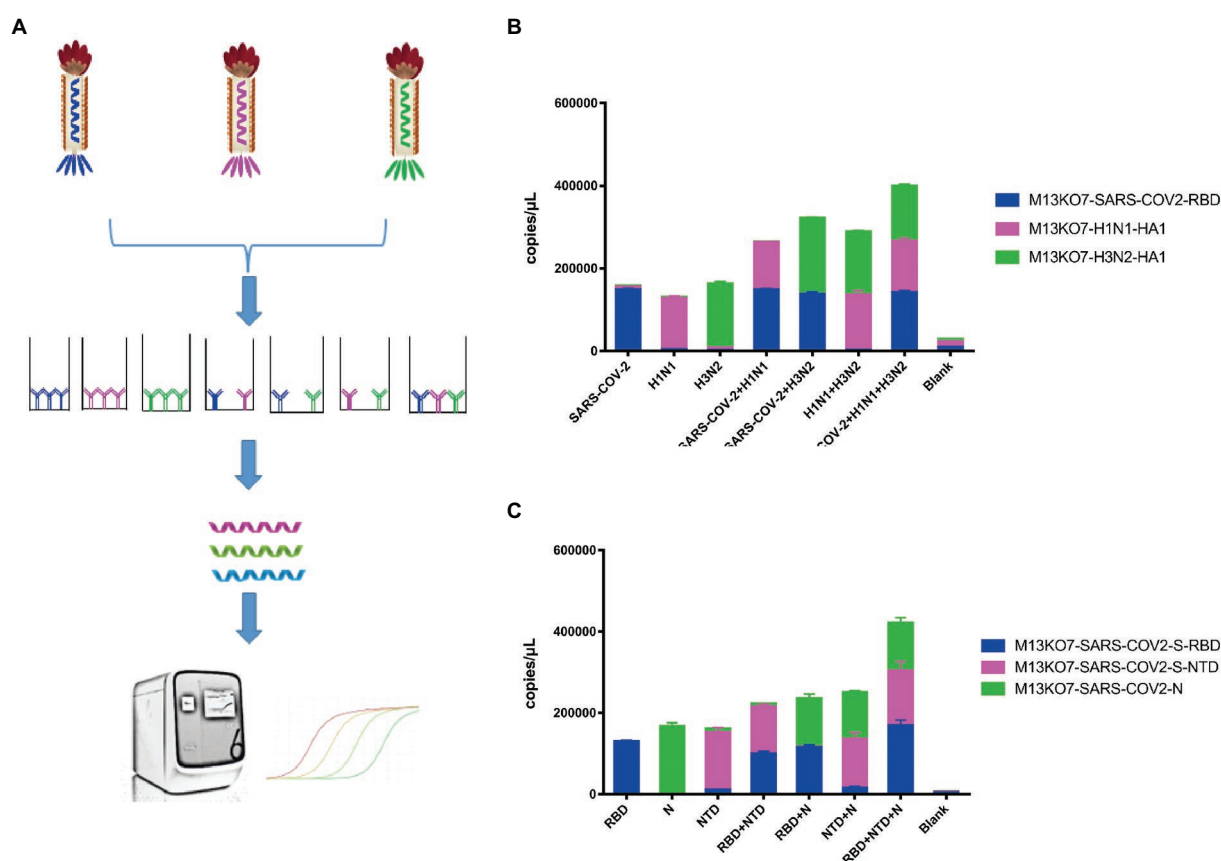 A
6
B
600000
400000
200000
0
copies/µL
SARS-COV-2
H1N1
H3N2
SARS-COV-2+H1N1
SARS-COV-2+H3N2
H1N1+H3N2
COV-2+H1N1+H3N2
Blank
M13KO7-SARS-COV2-RBD
M13KO7-H1N1-HA1
M13KO7-H3N2-HA1
C
600000
400000
200000
0
copies/µL
RBD
N
NTD
RBD+NTD
RBD+N
NTD+N
RBD+NTD+N
Blank
M13KO7-SARS-COV2-S-RBD
M13KO7-SARS-COV2-S-NTD
M13KO7-SARS-COV2-N